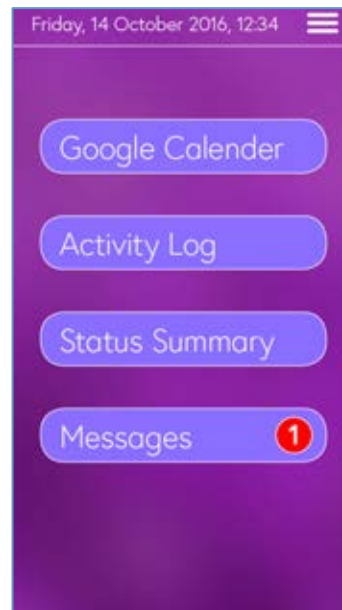 Friday, 14 October 2016, 12:34
Google Calender
Activity Log
Status Summary
Messages 1